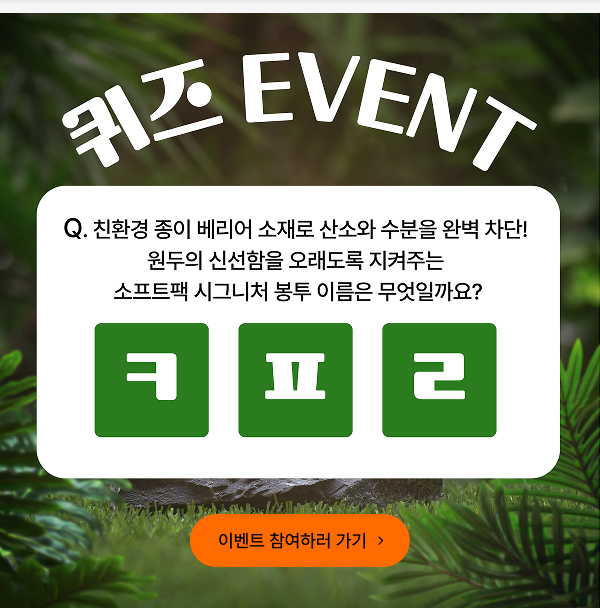 퀴즈 EVENT
Q. 친환경 종이 베리어 소재로 산소와 수분을 완벽 차단!
원두의 신선함을 오래도록 지켜주는
소프트팩 시그니처 봉투 이름은 무엇일까요?
ㅋ ㅍ ㄹ
이벤트 참여하러 가기 >